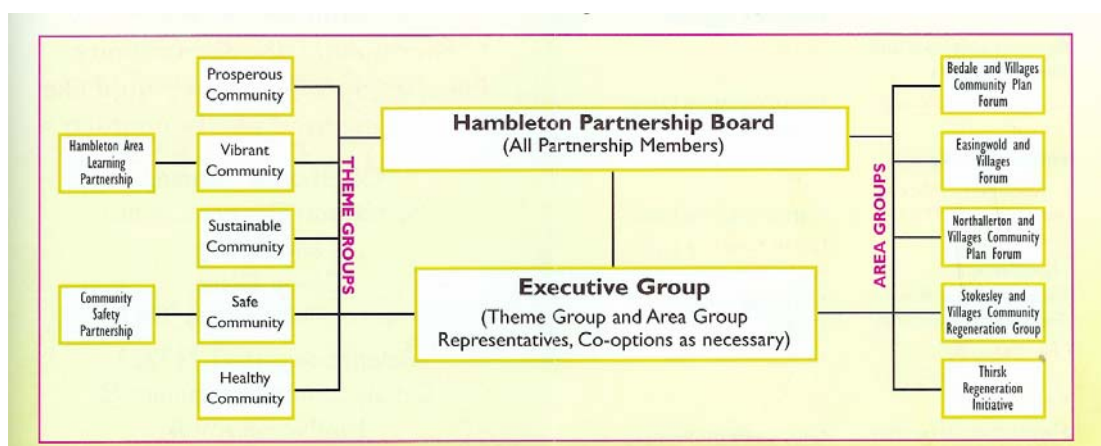 Prosperous
Community
Hambleton Area
Learning
Partnership
Vibrant
Community
Sustainable
Community
Community
Safety
Partnership
Safe
Community
Healthy
Community
THEME GROUPS
Hambleton Partnership Board
(All Partnership Members)
Executive Group
(Theme Group and Area Group
Representatives, Co-options as necessary)
AREA GROUPS
Bedale and Villages
Community Plan
Forum
Easingwold and
Villages
Forum
Northallerton and
Villages Community
Plan Forum
Stokesley and
Villages Community
Regeneration Group
Thirsk
Regeneration
Initiative